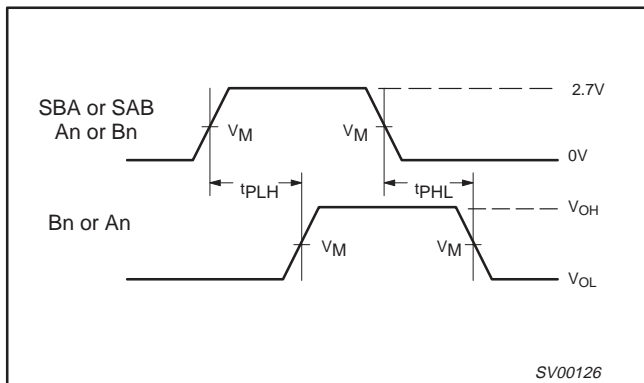 SBA or SAB
An or Bn
VM
VM
2.7V
0V
tPLH
tPHL
Bn or An
VM
VM
VOH
VOL
SV00126